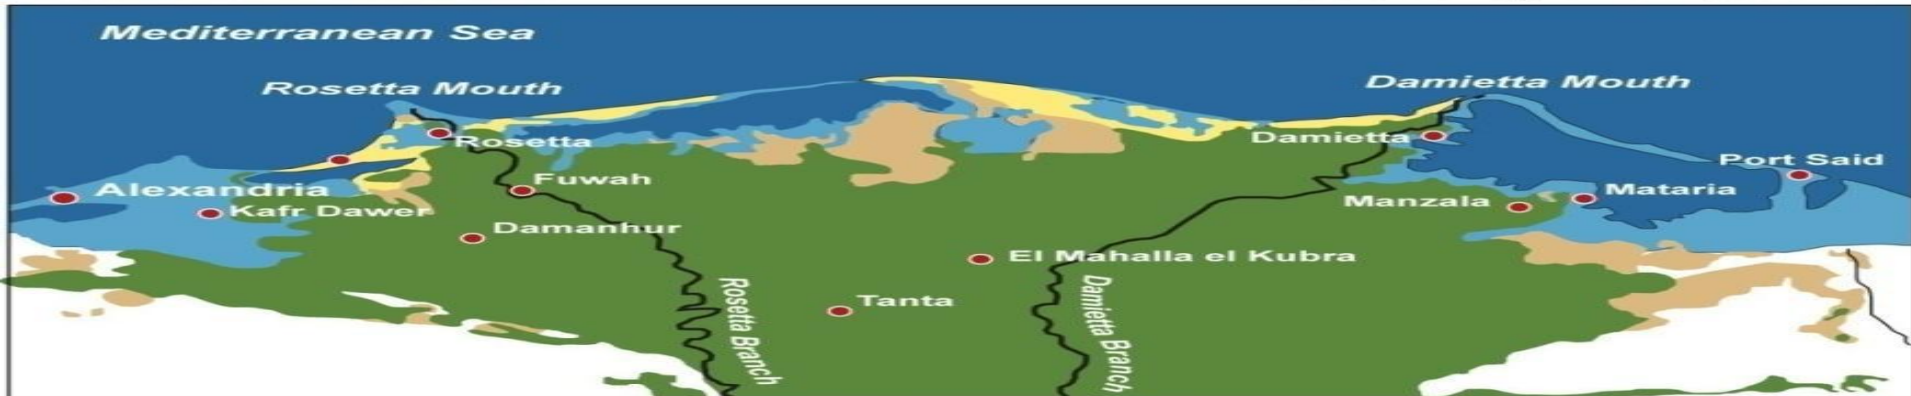 Mediterranean Sea
Rosetta Mouth
Damietta Mouth
Rosetta
Damietta
Port Said
Alexandria
Fuwah
Mataria
Kafr Dawer
Manzala
Damanhur
El Mahalla el Kubra
Tanta
Rosetta Branch
Damietta Branch